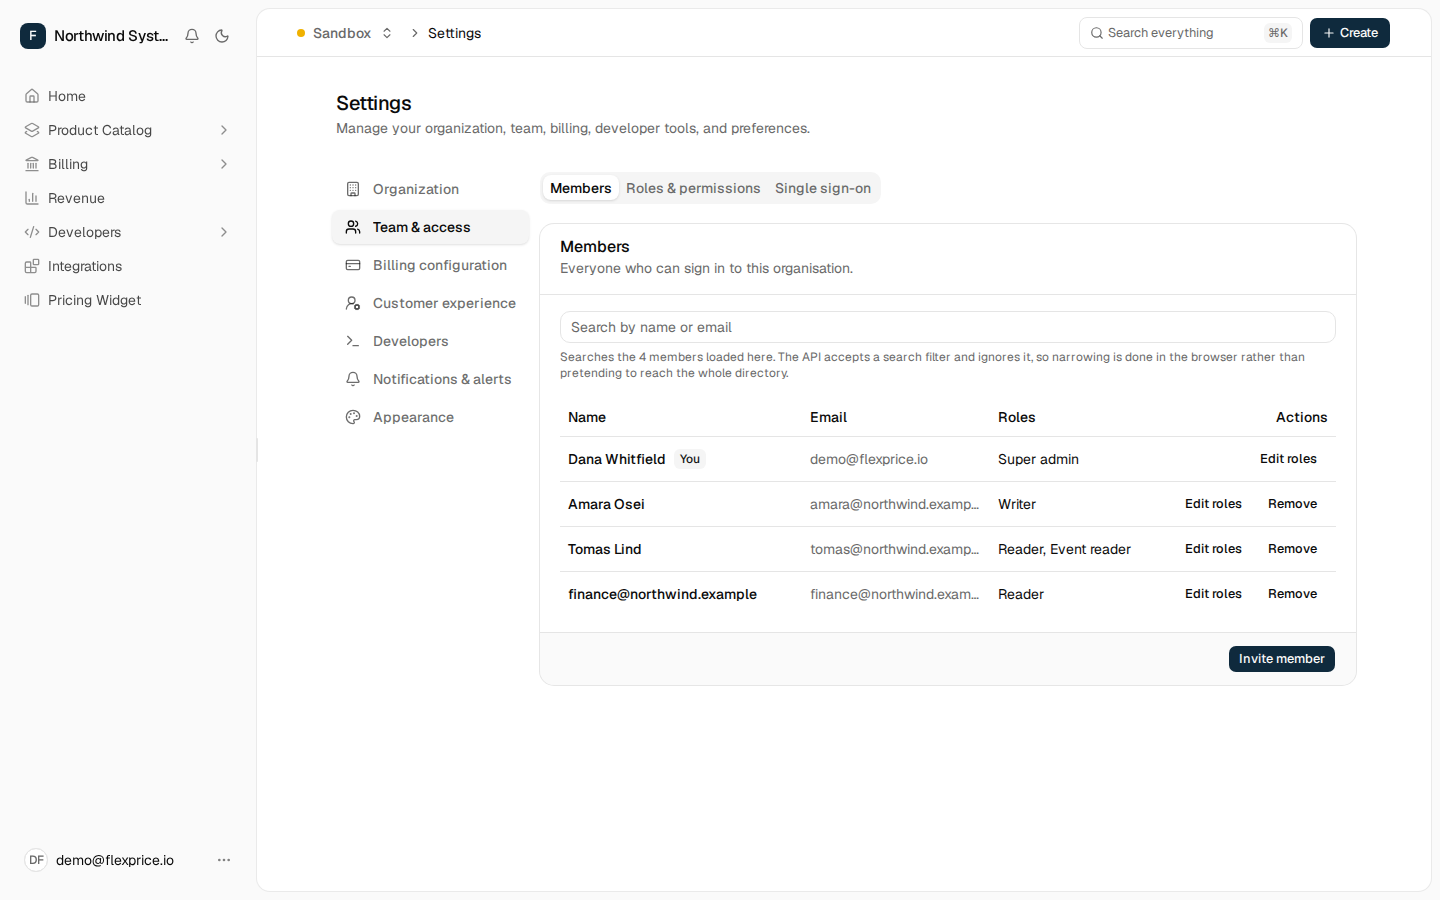 F Northwind Syst...
Home
Product Catalog
Billing
Revenue
Developers
Integrations
Pricing Widget
DF demo@flexprice.io
Sandbox Settings
Search everything ⌘K
Create
Settings
Manage your organization, team, billing, developer tools, and preferences.
Organization
Team & access
Billing configuration
Customer experience
Developers
Notifications & alerts
Appearance
Members Roles & permissions Single sign-on
Members
Everyone who can sign in to this organisation.
Search by name or email
Searches the 4 members loaded here. The API accepts a search filter and ignores it, so narrowing is done in the browser rather than
pretending to reach the whole directory.
Name Email Roles Actions
Dana Whitfield You demo@flexprice.io Super admin Edit roles
Amara Osei amara@northwind.examp... Writer Edit roles Remove
Tomas Lind tomas@northwind.examp... Reader, Event reader Edit roles Remove
finance@northwind.example finance@northwind.exam... Reader Edit roles Remove
Invite member